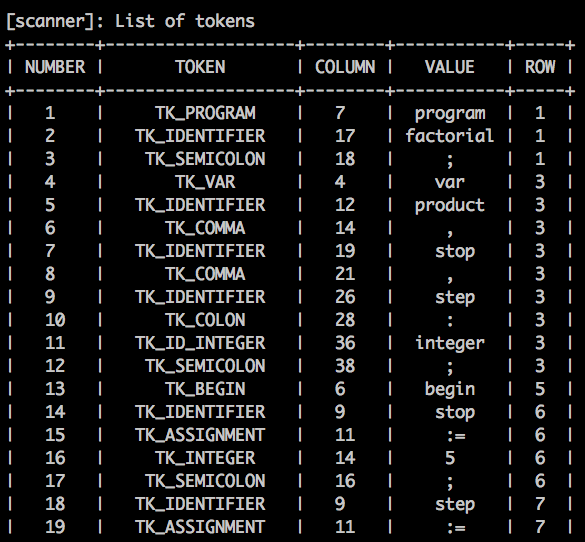 [scanner]: List of tokens
+--------+-------------------+--------+-----------+-----+
| NUMBER | TOKEN | COLUMN | VALUE | ROW |
+--------+-------------------+--------+-----------+-----+
| 1 | TK_PROGRAM | 7 | program | 1 |
| 2 | TK_IDENTIFIER | 17 | factorial | 1 |
| 3 | TK_SEMICOLON | 18 | ; | 1 |
| 4 | TK_VAR | 4 | var | 3 |
| 5 | TK_IDENTIFIER | 12 | product | 3 |
| 6 | TK_COMMA | 14 | , | 3 |
| 7 | TK_IDENTIFIER | 19 | stop | 3 |
| 8 | TK_COMMA | 21 | , | 3 |
| 9 | TK_IDENTIFIER | 26 | step | 3 |
| 10 | TK_COLON | 28 | : | 3 |
| 11 | TK_ID_INTEGER | 36 | integer | 3 |
| 12 | TK_SEMICOLON | 38 | ; | 3 |
| 13 | TK_BEGIN | 6 | begin | 5 |
| 14 | TK_IDENTIFIER | 9 | stop | 6 |
| 15 | TK_ASSIGNMENT | 11 | := | 6 |
| 16 | TK_INTEGER | 14 | 5 | 6 |
| 17 | TK_SEMICOLON | 16 | ; | 6 |
| 18 | TK_IDENTIFIER | 9 | step | 7 |
| 19 | TK_ASSIGNMENT | 11 | := | 7 |